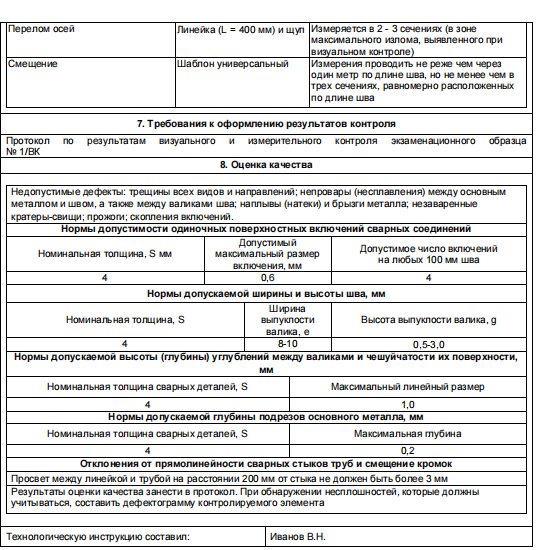 Перелом осей
Линейка (L = 400 мм) и щуп
Измеряется в 2 - 3 сечениях (в зоне
максимального излома, выявленного при
визуальном контроле)
Смещение
Шаблон универсальный
Измерения проводить не реже чем через
один метр по длине шва, но не менее чем в
трех сечениях, равномерно расположенных
по длине шва
7. Требования к оформлению результатов контроля
Протокол по результатам визуального и измерительного контроля экзаменационного образца
№ 1/ВК
8. Оценка качества
Недопустимые дефекты: трещины всех видов и направлений; непровары (несплавления) между основным
металлом и швом, а также между валиками шва; наплывы (натеки) и брызги металла; незаваренные
кратеры-свищи; прожоги; скопления включений.
Нормы допустимости одиночных поверхностных включений сварных соединений
Номинальная толщина, S мм
Допустимый
максимальный размер
включения, мм
Допустимое число включений
на любых 100 мм шва
4
0,6
4
Нормы допускаемой ширины и высоты шва, мм
Номинальная толщина, S
Ширина
выпуклости
валика, е
Высота выпуклости валика, g
4
8-10
0,5-3,0
Нормы допускаемой высоты (глубины) углублений между валиками и чешуйчатости их поверхности,
мм
Номинальная толщина сварных деталей, S
Максимальный линейный размер
4
1,0
Нормы допускаемой глубины подрезов основного металла, мм
Номинальная толщина сварных деталей, S
Максимальная глубина
4
0,2
Отклонения от прямолинейности сварных стыков труб и смещение кромок
Просвет между линейкой и трубой на расстоянии 200 мм от стыка не должен быть более 3 мм
Результаты оценки качества занести в протокол. При обнаружении несплошностей, которые должны
учитываться, составить дефектограмму контролируемого элемента
Технологическую инструкцию составил:
Иванов В.Н.